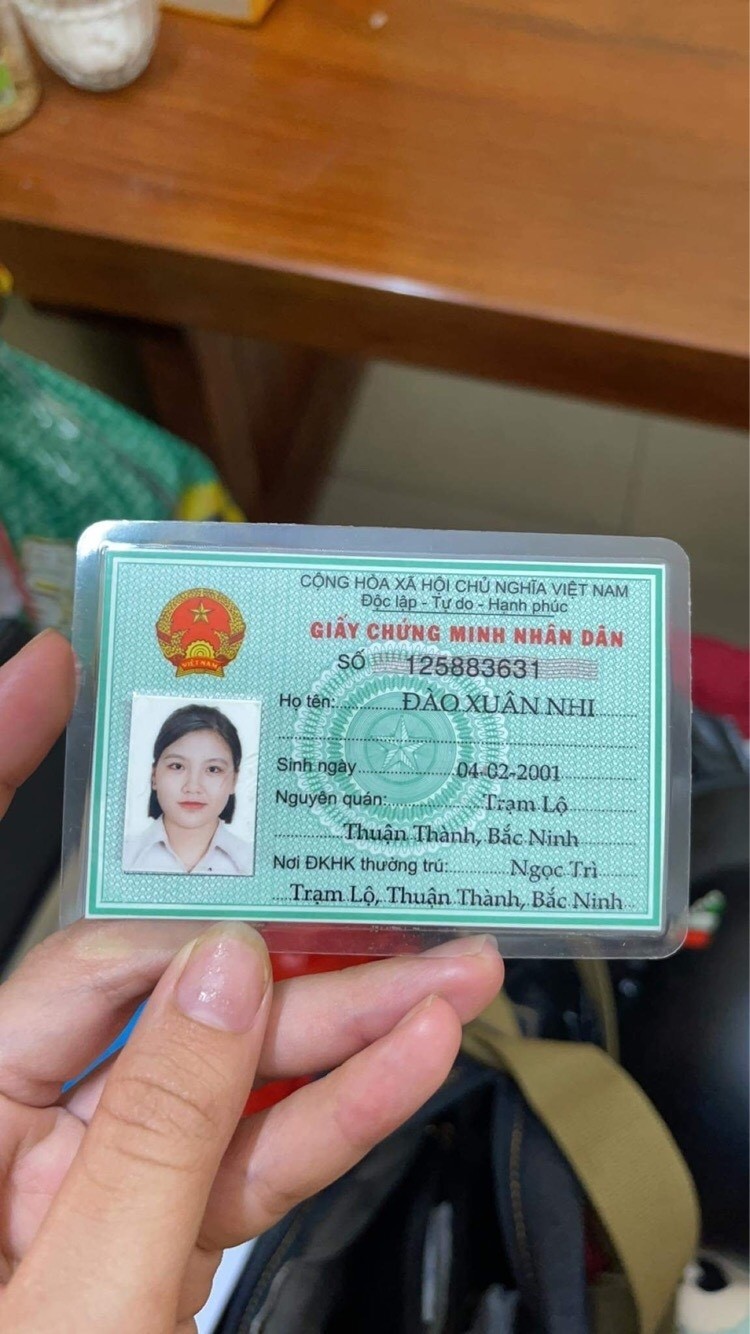 CỘNG HÒA XÃ HỘI CHỦ NGHĨA VIỆT NAM
Độc lập - Tự do - Hạnh phúc
GIẤY CHỨNG MINH NHÂN DÂN
SỐ 125883631
VIỆT NAM
Họ tên: ĐÀO XUÂN NHI
Sinh ngày 04-02-2001
Nguyên quán: Trạm Lộ
Thuận Thành, Bắc Ninh
Nơi ĐKHK thường trú: Ngọc Trì
Trạm Lộ, Thuận Thành, Bắc Ninh